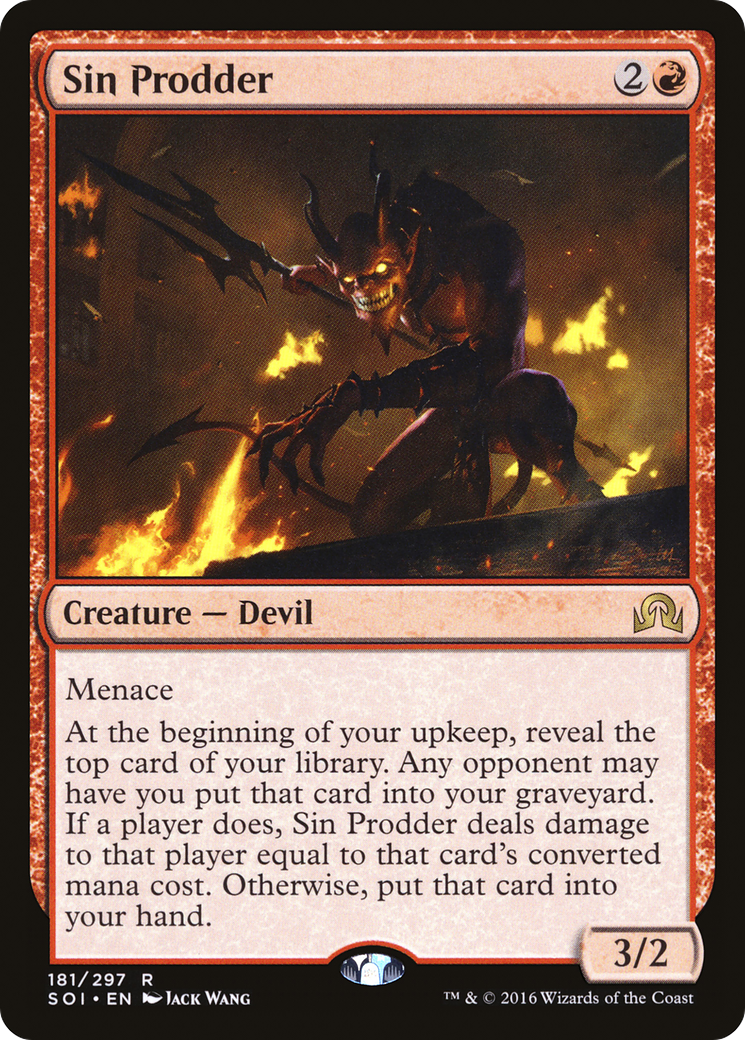 Sin Prodder 2
Creature — Devil
Menace
At the beginning of your upkeep, reveal the
top card of your library. Any opponent may
have you put that card into your graveyard.
If a player does, Sin Prodder deals damage
to that player equal to that card's converted
mana cost. Otherwise, put that card into
your hand.
3/2
181/297 R
SOI • EN Jack Wang
™ & © 2016 Wizards of the Coast